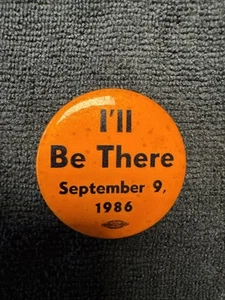 I'll
Be There
September 9,
1986